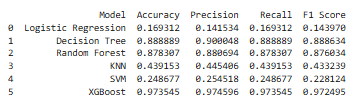 Model Accuracy Precision Recall F1 Score
0 Logistic Regression 0.169312 0.141534 0.169312 0.143970
1 Decision Tree 0.888889 0.900048 0.888889 0.888634
2 Random Forest 0.878307 0.880694 0.878307 0.876034
3 KNN 0.439153 0.445406 0.439153 0.433239
4 SVM 0.248677 0.254518 0.248677 0.228124
5 XGBoost 0.973545 0.974596 0.973545 0.972495